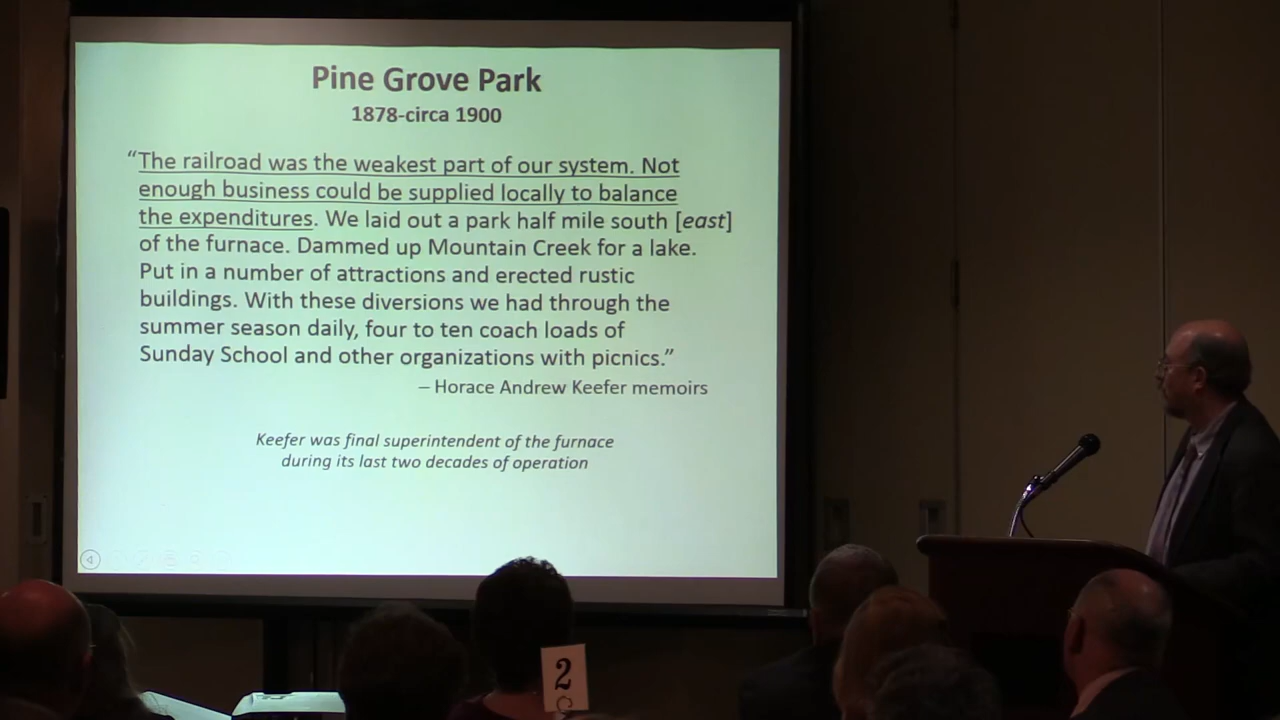 Pine Grove Park
1878-circa 1900
“The railroad was the weakest part of our system. Not
enough business could be supplied locally to balance
the expenditures. We laid out a park half mile south [east]
of the furnace. Dammed up Mountain Creek for a lake.
Put in a number of attractions and erected rustic
buildings. With these diversions we had through the
summer season daily, four to ten coach loads of
Sunday School and other organizations with picnics.”
– Horace Andrew Keefer memoirs
Keefer was final superintendent of the furnace
during its last two decades of operation
2